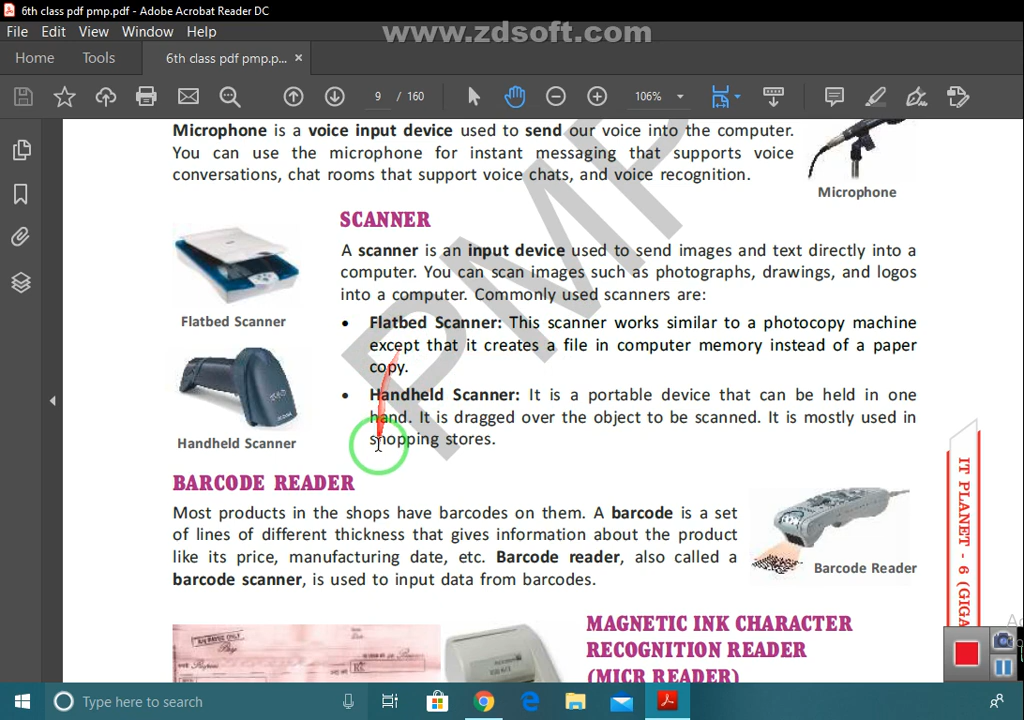 6th class pdf pmp.pdf - Adobe Acrobat Reader DC
www.zdsoft.com
File Edit View Window Help
Home Tools 6th class pdf pmp.p... ×
9 / 160 106%
Microphone is a voice input device used to send our voice into the computer.
You can use the microphone for instant messaging that supports voice
conversations, chat rooms that support voice chats, and voice recognition.
Microphone
SCANNER
A scanner is an input device used to send images and text directly into a
computer. You can scan images such as photographs, drawings, and logos
into a computer. Commonly used scanners are:
Flatbed Scanner
• Flatbed Scanner: This scanner works similar to a photocopy machine
except that it creates a file in computer memory instead of a paper
copy.
• Handheld Scanner: It is a portable device that can be held in one
hand. It is dragged over the object to be scanned. It is mostly used in
shopping stores.
Handheld Scanner
PMP
BARCODE READER
Most products in the shops have barcodes on them. A barcode is a set
of lines of different thickness that gives information about the product
like its price, manufacturing date, etc. Barcode reader, also called a
barcode scanner, is used to input data from barcodes.
Barcode Reader
IT PLANET - 6 (GIGA
MAGNETIC INK CHARACTER
RECOGNITION READER
(MICR READER)
Type here to search